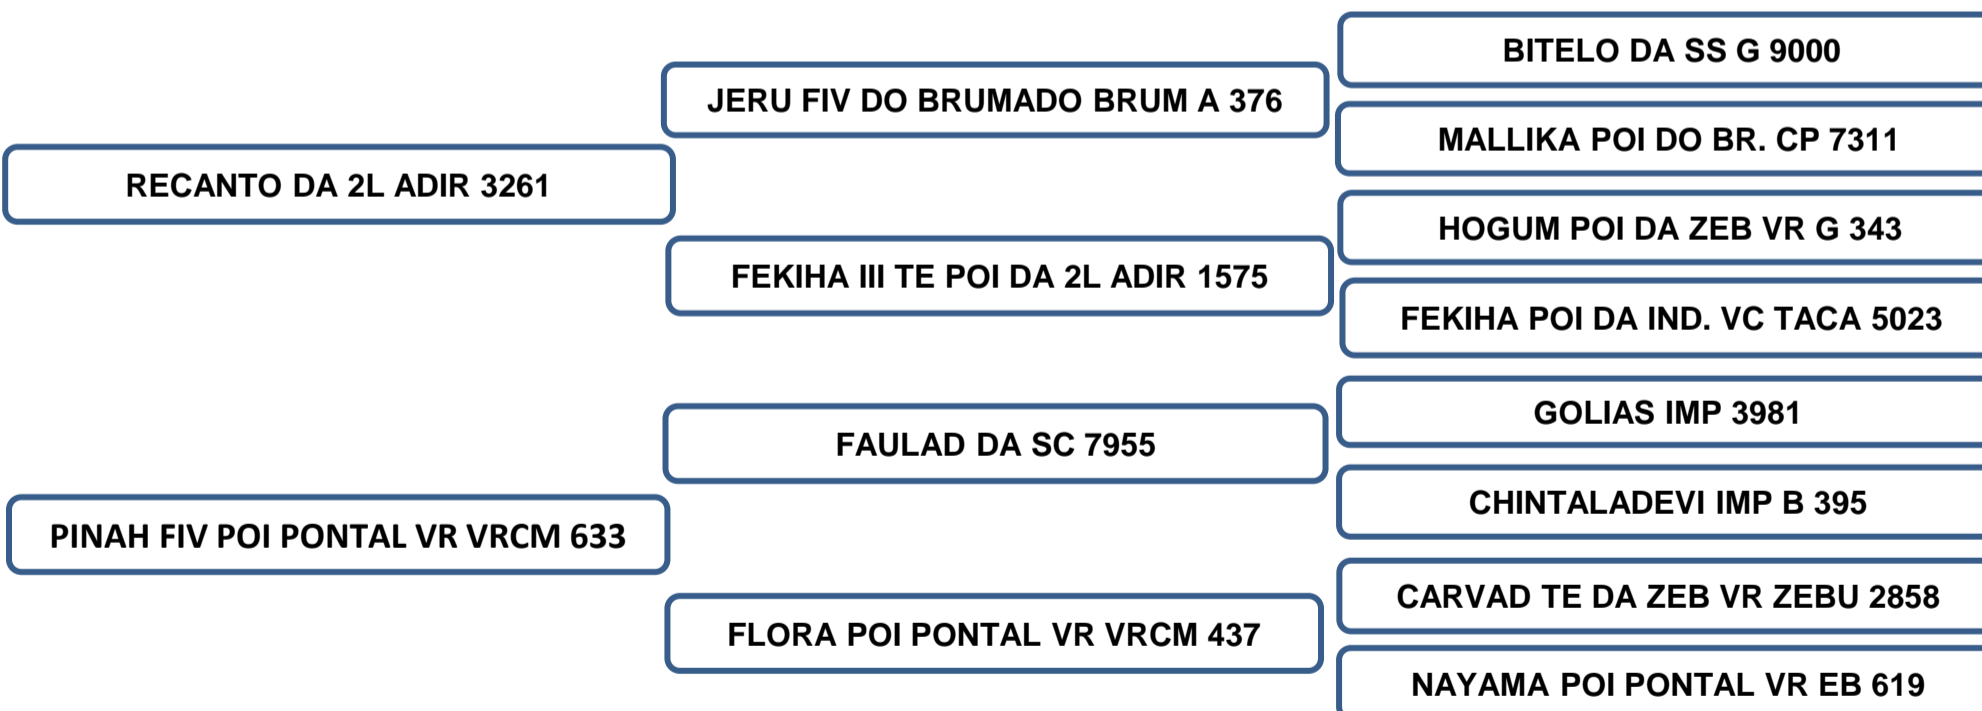 BITELO DA SS G 9000
JERU FIV DO BRUMADO BRUM A 376
MALLIKA POI DO BR. CP 7311
RECANTO DA 2L ADIR 3261
HOGUM POI DA ZEB VR G 343
FEKIHA III TE POI DA 2L ADIR 1575
FEKIHA POI DA IND. VC TACA 5023
GOLIAS IMP 3981
FAULAD DA SC 7955
CHINTALADEVI IMP B 395
PINAH FIV POI PONTAL VR VRCM 633
CARVAD TE DA ZEB VR ZEBU 2858
FLORA POI PONTAL VR VRCM 437
NAYAMA POI PONTAL VR EB 619